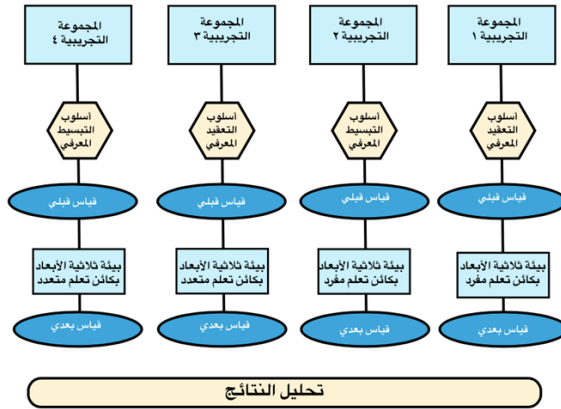 المجموعة
التجريبية ١
المجموعة
التجريبية ٢
المجموعة
التجريبية ٣
المجموعة
التجريبية ٤
أسلوب
التعقيد
المعرفي
أسلوب
التبسيط
المعرفي
أسلوب
التعقيد
المعرفي
أسلوب
التبسيط
المعرفي
قياس قبلي
قياس قبلي
قياس قبلي
قياس قبلي
بيئة ثلاثية الأبعاد
بكائن تعلم مفرد
بيئة ثلاثية الأبعاد
بكائن تعلم مفرد
بيئة ثلاثية الأبعاد
بكائن تعلم متعدد
بيئة ثلاثية الأبعاد
بكائن تعلم متعدد
قياس بعدي
قياس بعدي
قياس بعدي
قياس بعدي
تحليل النتائج